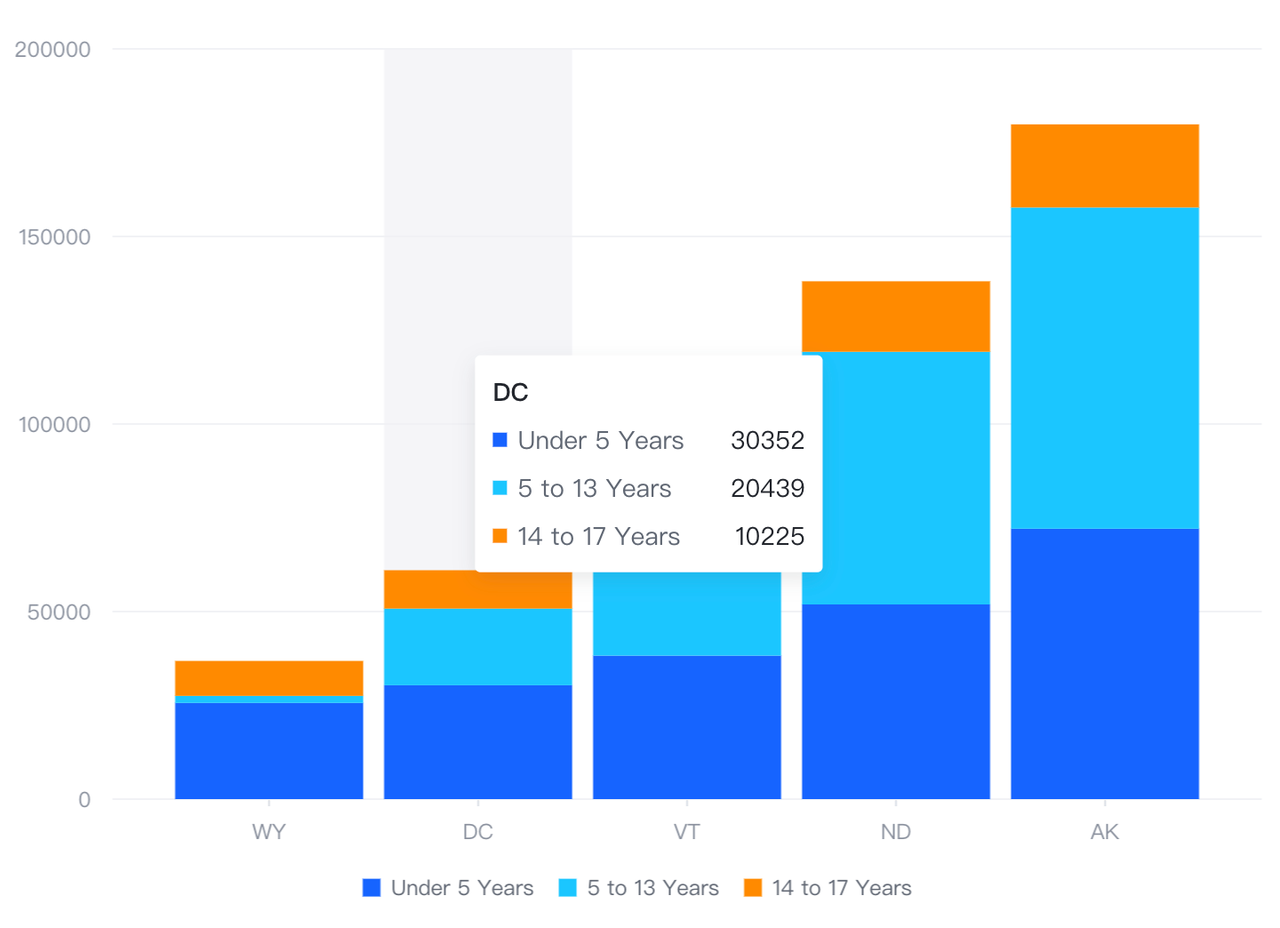 200000
150000
100000
50000
0
DC
Under 5 Years 30352
5 to 13 Years 20439
14 to 17 Years 10225
WY DC VT ND AK
Under 5 Years 5 to 13 Years 14 to 17 Years